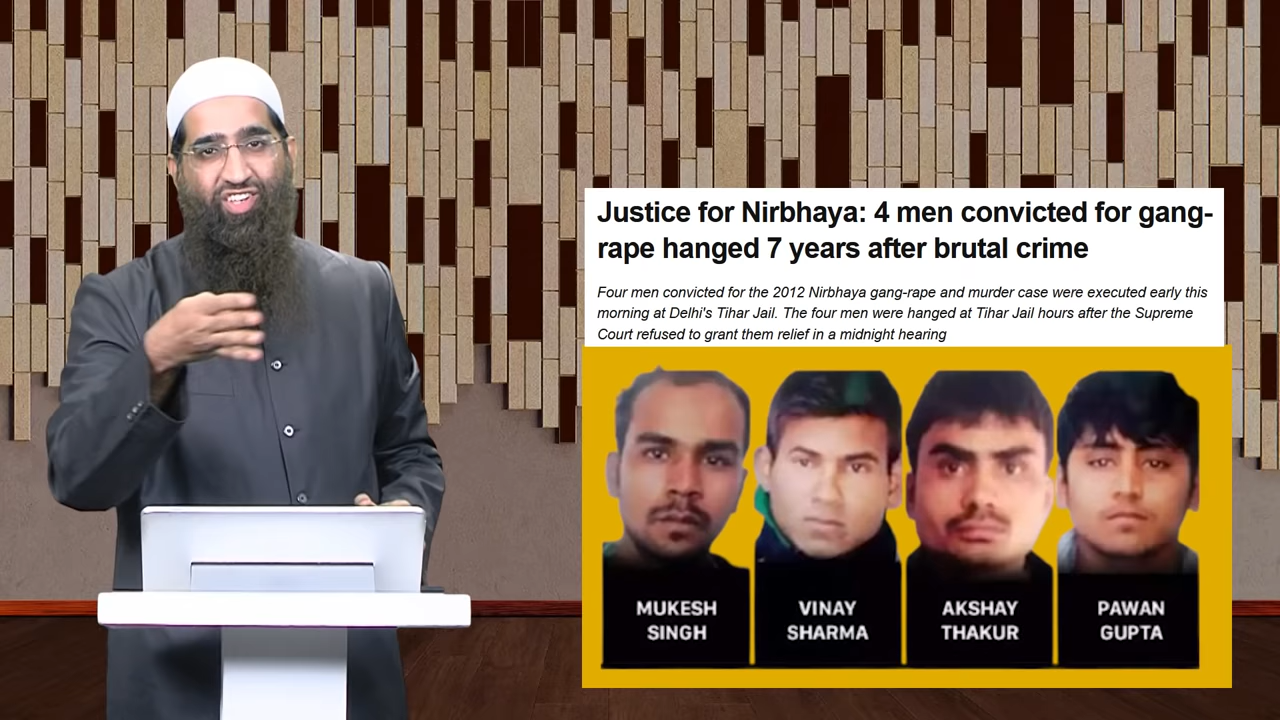 Justice for Nirbhaya: 4 men convicted for gang-
rape hanged 7 years after brutal crime
Four men convicted for the 2012 Nirbhaya gang-rape and murder case were executed early this
morning at Delhi's Tihar Jail. The four men were hanged at Tihar Jail hours after the Supreme
Court refused to grant them relief in a midnight hearing
MUKESH
SINGH
VINAY
SHARMA
AKSHAY
THAKUR
PAWAN
GUPTA